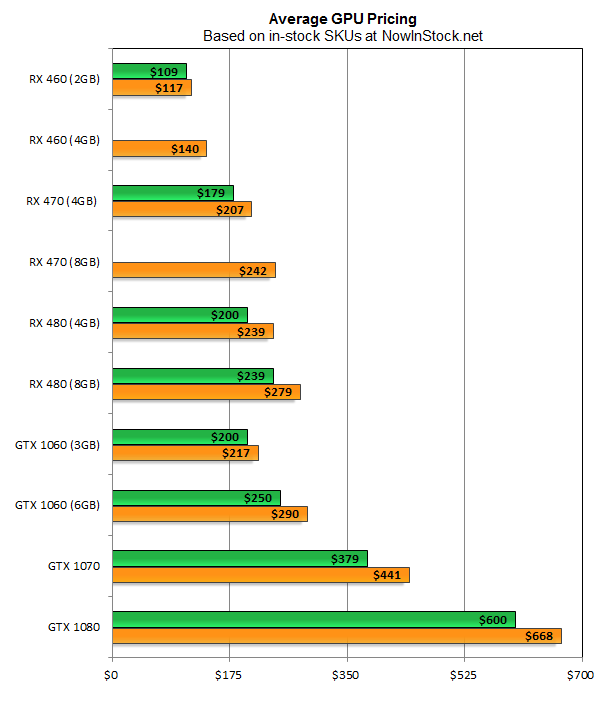 Average GPU Pricing
Based on in-stock SKUs at NowInStock.net
RX 460 (2GB)
$109
$117
RX 460 (4GB)
$140
RX 470 (4GB)
$179
$207
RX 470 (8GB)
$242
RX 480 (4GB)
$200
$239
RX 480 (8GB)
$239
$279
GTX 1060 (3GB)
$200
$217
GTX 1060 (6GB)
$250
$290
GTX 1070
$379
$441
GTX 1080
$600
$668
$0 $175 $350 $525 $700